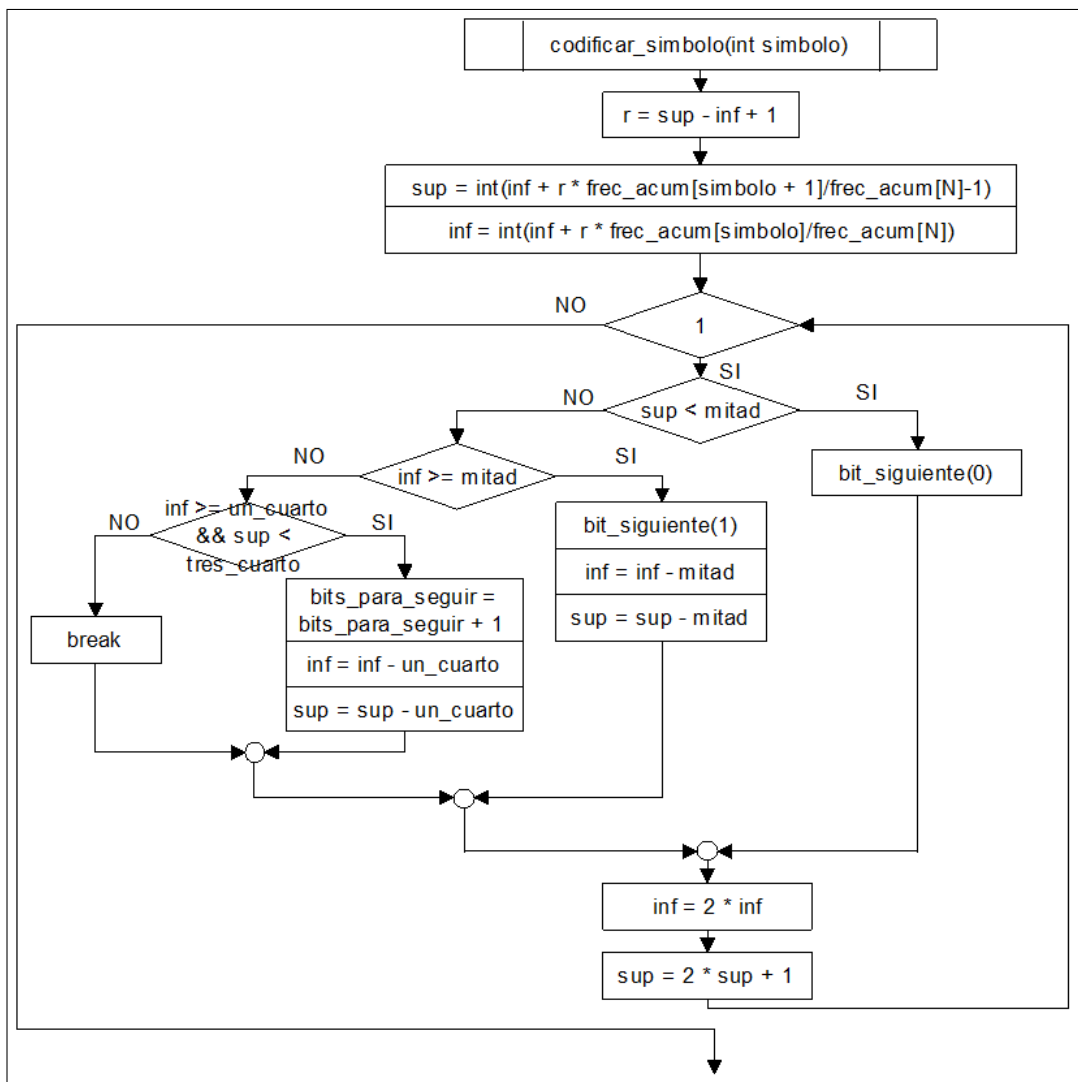 codificar_simbolo(int simbolo)
r = sup - inf + 1
sup = int(inf + r * frec_acum[simbolo + 1]/frec_acum[N]-1)
inf = int(inf + r * frec_acum[simbolo]/frec_acum[N])
NO
1
SI
NO
sup < mitad
SI
NO
inf >= mitad
SI
bit_siguiente(0)
inf >= un_cuarto
NO
&& sup <
SI
tres_cuarto
bit_siguiente(1)
inf = inf - mitad
sup = sup - mitad
bits_para_seguir =
bits_para_seguir + 1
break
inf = inf - un_cuarto
sup = sup - un_cuarto
inf = 2 * inf
sup = 2 * sup + 1